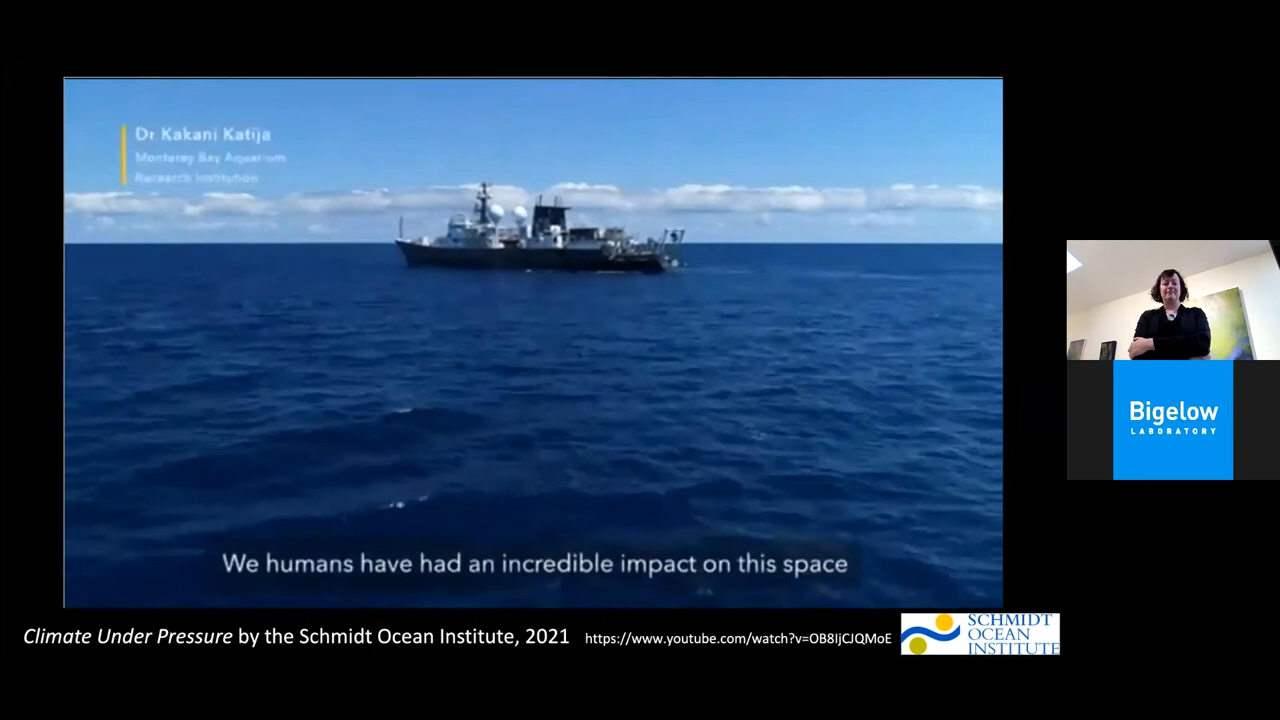 Dr Kakani Katija
Monterey Bay Aquarium
Research Institution
We humans have had an incredible impact on this space
Climate Under Pressure by the Schmidt Ocean Institute, 2021 https://www.youtube.com/watch?v=OB8IjCJQMoE
SCHMIDT
OCEAN
INSTITUTE
Bigelow
LABORATORY